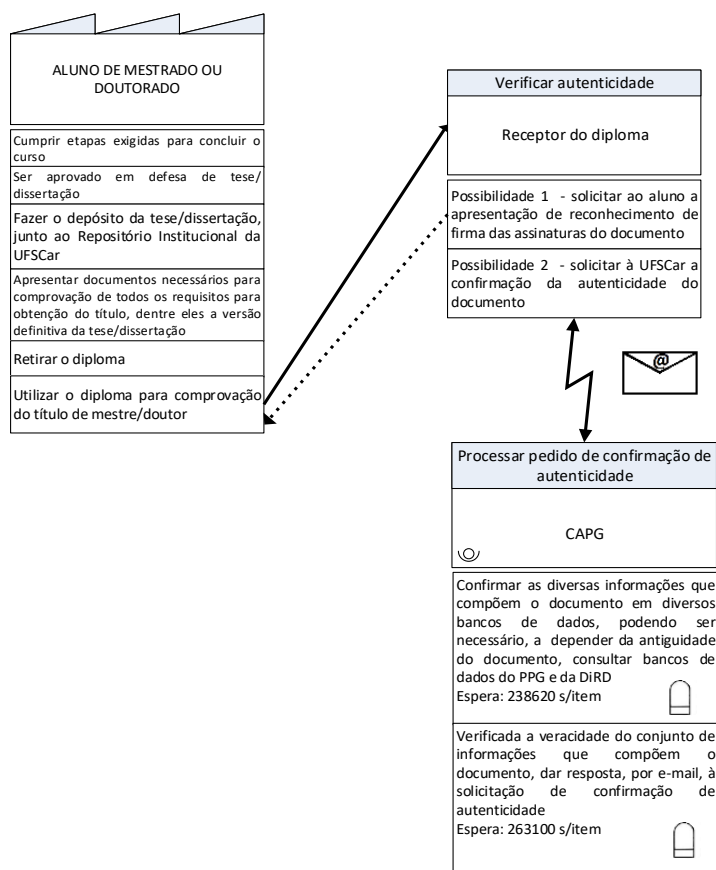 ALUNO DE MESTRADO OU
DOUTORADO
Cumprir etapas exigidas para concluir o
curso
Ser aprovado em defesa de tese/
dissertação
Fazer o depósito da tese/dissertação,
junto ao Repositório Institucional da
UFSCar
Apresentar documentos necessários para
comprovação de todos os requisitos para
obtenção do título, dentre eles a versão
definitiva da tese/dissertação
Retirar o diploma
Utilizar o diploma para comprovação
do título de mestre/doutor
Verificar autenticidade
Receptor do diploma
Possibilidade 1 - solicitar ao aluno a
apresentação de reconhecimento de
firma das assinaturas do documento
Possibilidade 2 - solicitar à UFSCar a
confirmação da autenticidade do
documento
@
Processar pedido de confirmação de
autenticidade
CAPG
Confirmar as diversas informações que
compõem o documento em diversos
bancos de dados, podendo ser
necessário, a depender da antiguidade
do documento, consultar bancos de
dados do PPG e da DiRD
Espera: 238620 s/item
Verificada a veracidade do conjunto de
informações que compõem o
documento, dar resposta, por e-mail, à
solicitação de confirmação de
autenticidade
Espera: 263100 s/item